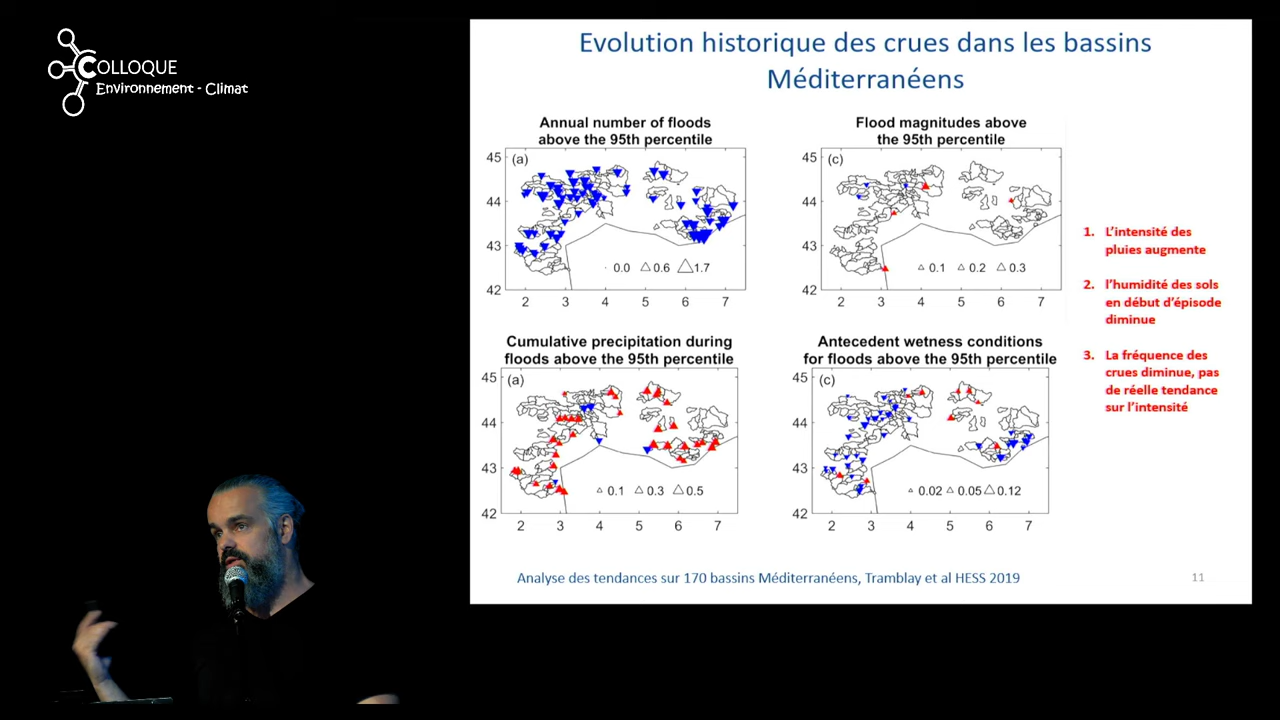 COLLOQUE
Environnement - Climat
Evolution historique des crues dans les bassins
Méditerranéens
Annual number of floods
above the 95th percentile
(a)
45
44
43
42
0.0 0.6 1.7
2 3 4 5 6 7
Flood magnitudes above
the 95th percentile
(c)
45
44
43
42
0.1 0.2 0.3
2 3 4 5 6 7
1. L'intensité des
pluies augmente
2. l'humidité des sols
en début d'épisode
diminue
3. La fréquence des
crues diminue, pas
de réelle tendance
sur l'intensité
Cumulative precipitation during
floods above the 95th percentile
(a)
45
44
43
42
0.1 0.3 0.5
2 3 4 5 6 7
Antecedent wetness conditions
for floods above the 95th percentile
(c)
45
44
43
42
0.02 0.05 0.12
2 3 4 5 6 7
Analyse des tendances sur 170 bassins Méditerranéens, Tramblay et al HESS 2019
11